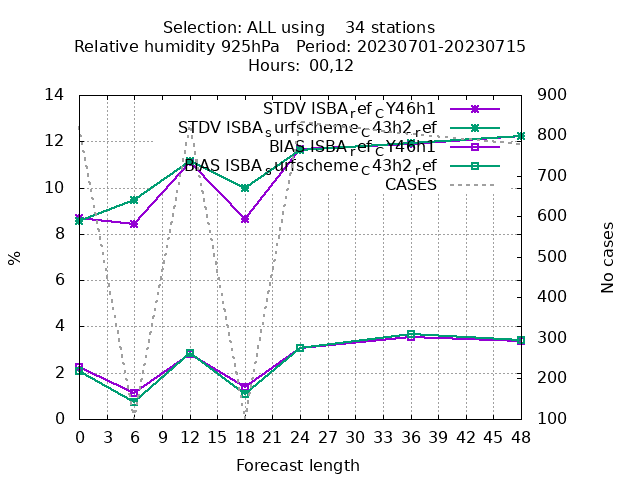 Selection: ALL using    34 stations
Relative humidity 925hPa   Period: 20230701-20230715
Hours: 00,12
STDV ISBA_ref_CY46h1
STDV ISBA_surfscheme_C43h2_ref
BIAS ISBA_ref_CY46h1
BIAS ISBA_surfscheme_C43h2_ref
CASES
14
12
10
8
6
4
2
0
%
900
800
700
600
500
400
300
200
100
No cases
0 3 6 9 12 15 18 21 24 27 30 33 36 39 42 45 48
Forecast length